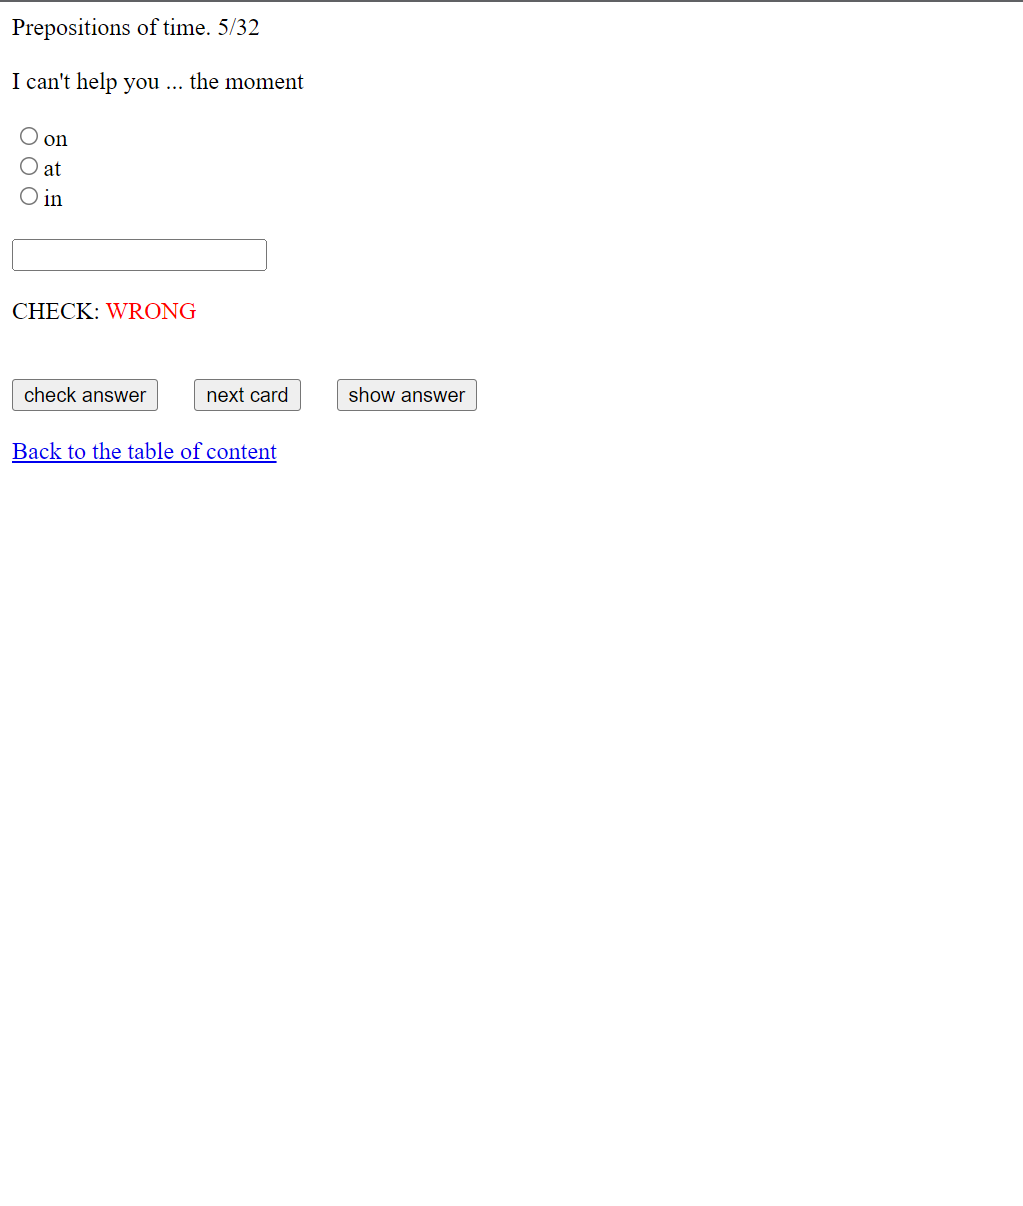 Prepositions of time. 5/32
I can't help you ... the moment
on
at
in
CHECK: WRONG
check answer next card show answer
Back to the table of content